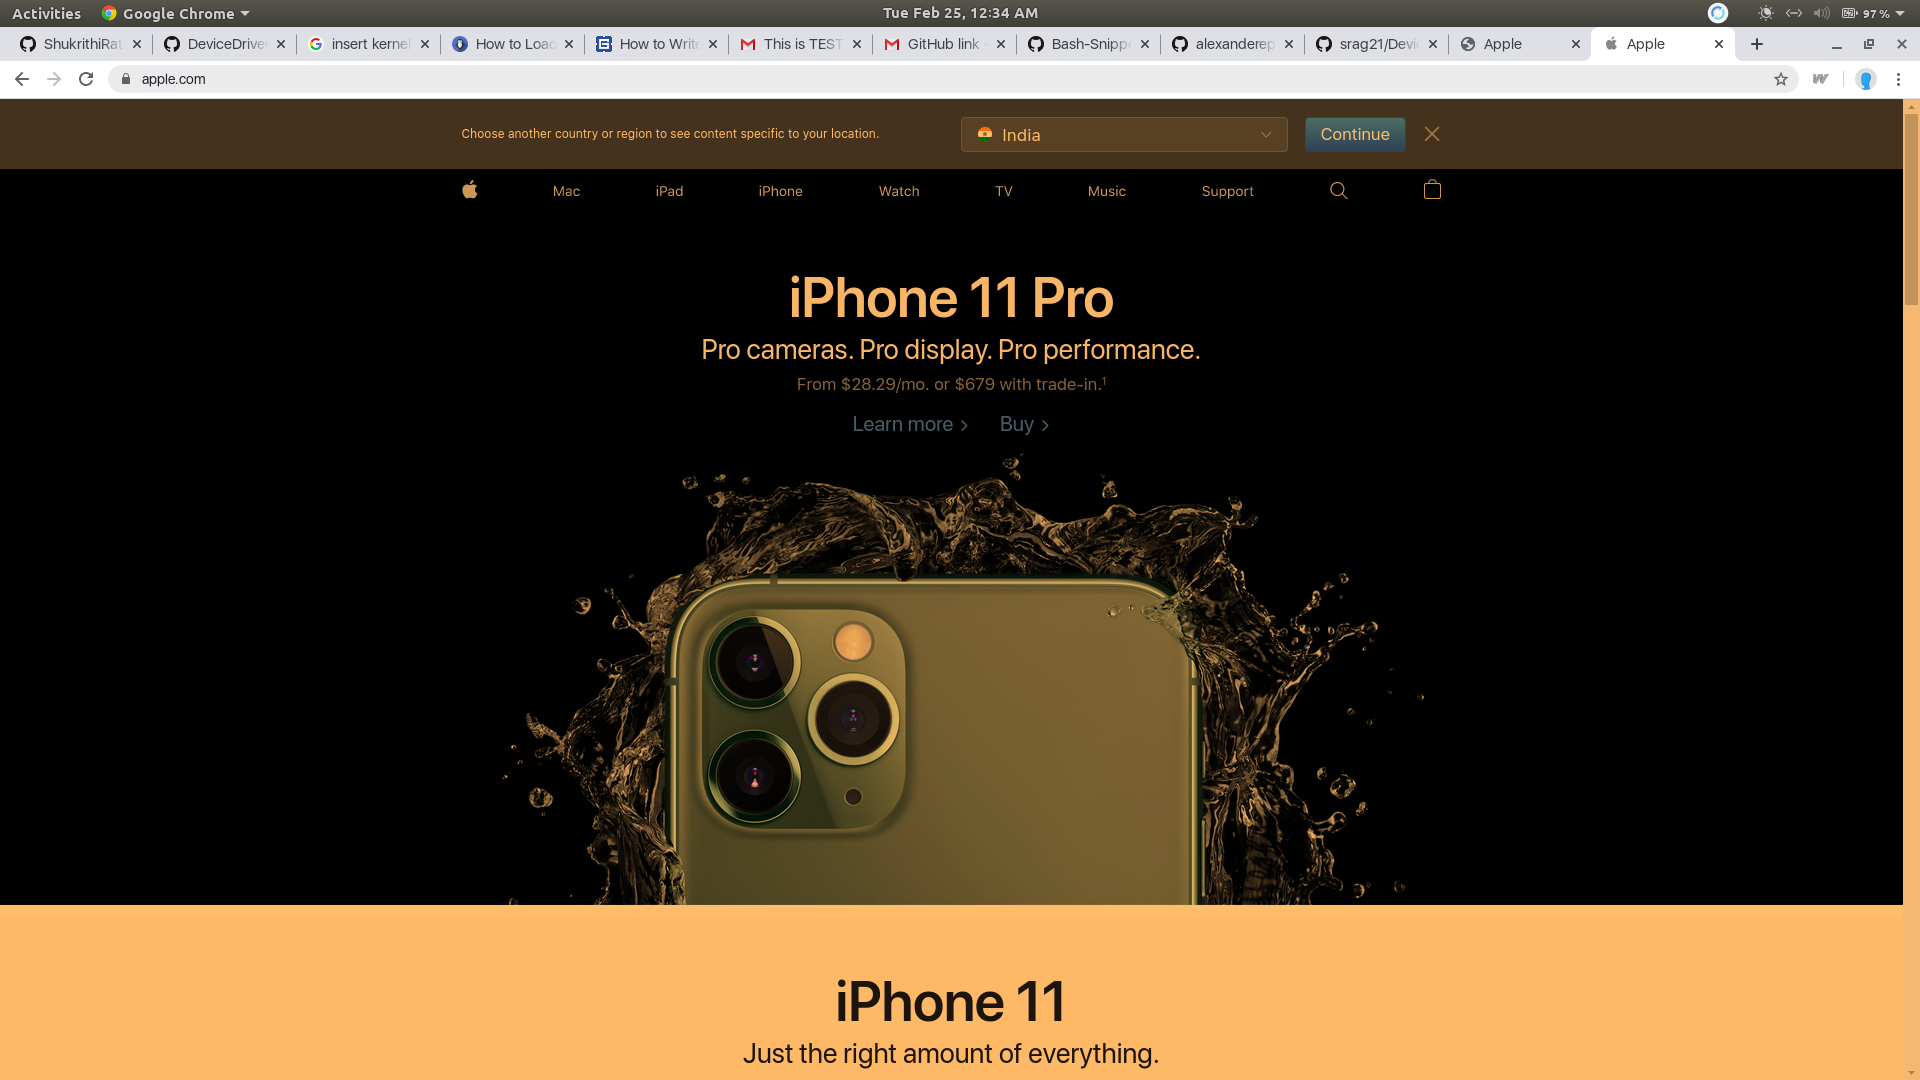 Activities Google Chrome Tue Feb 25, 12:34 AM 97 %
ShukrithiRat DeviceDrive insert kernel How to Load How to Write This is TEST GitHub link - Bash-Snippe alexanderep srag21/Devic Apple Apple
apple.com
Choose another country or region to see content specific to your location. India Continue
Mac iPad iPhone Watch TV Music Support
iPhone 11 Pro
Pro cameras. Pro display. Pro performance.
From $28.29/mo. or $679 with trade-in.¹
Learn more > Buy >
iPhone 11
Just the right amount of everything.